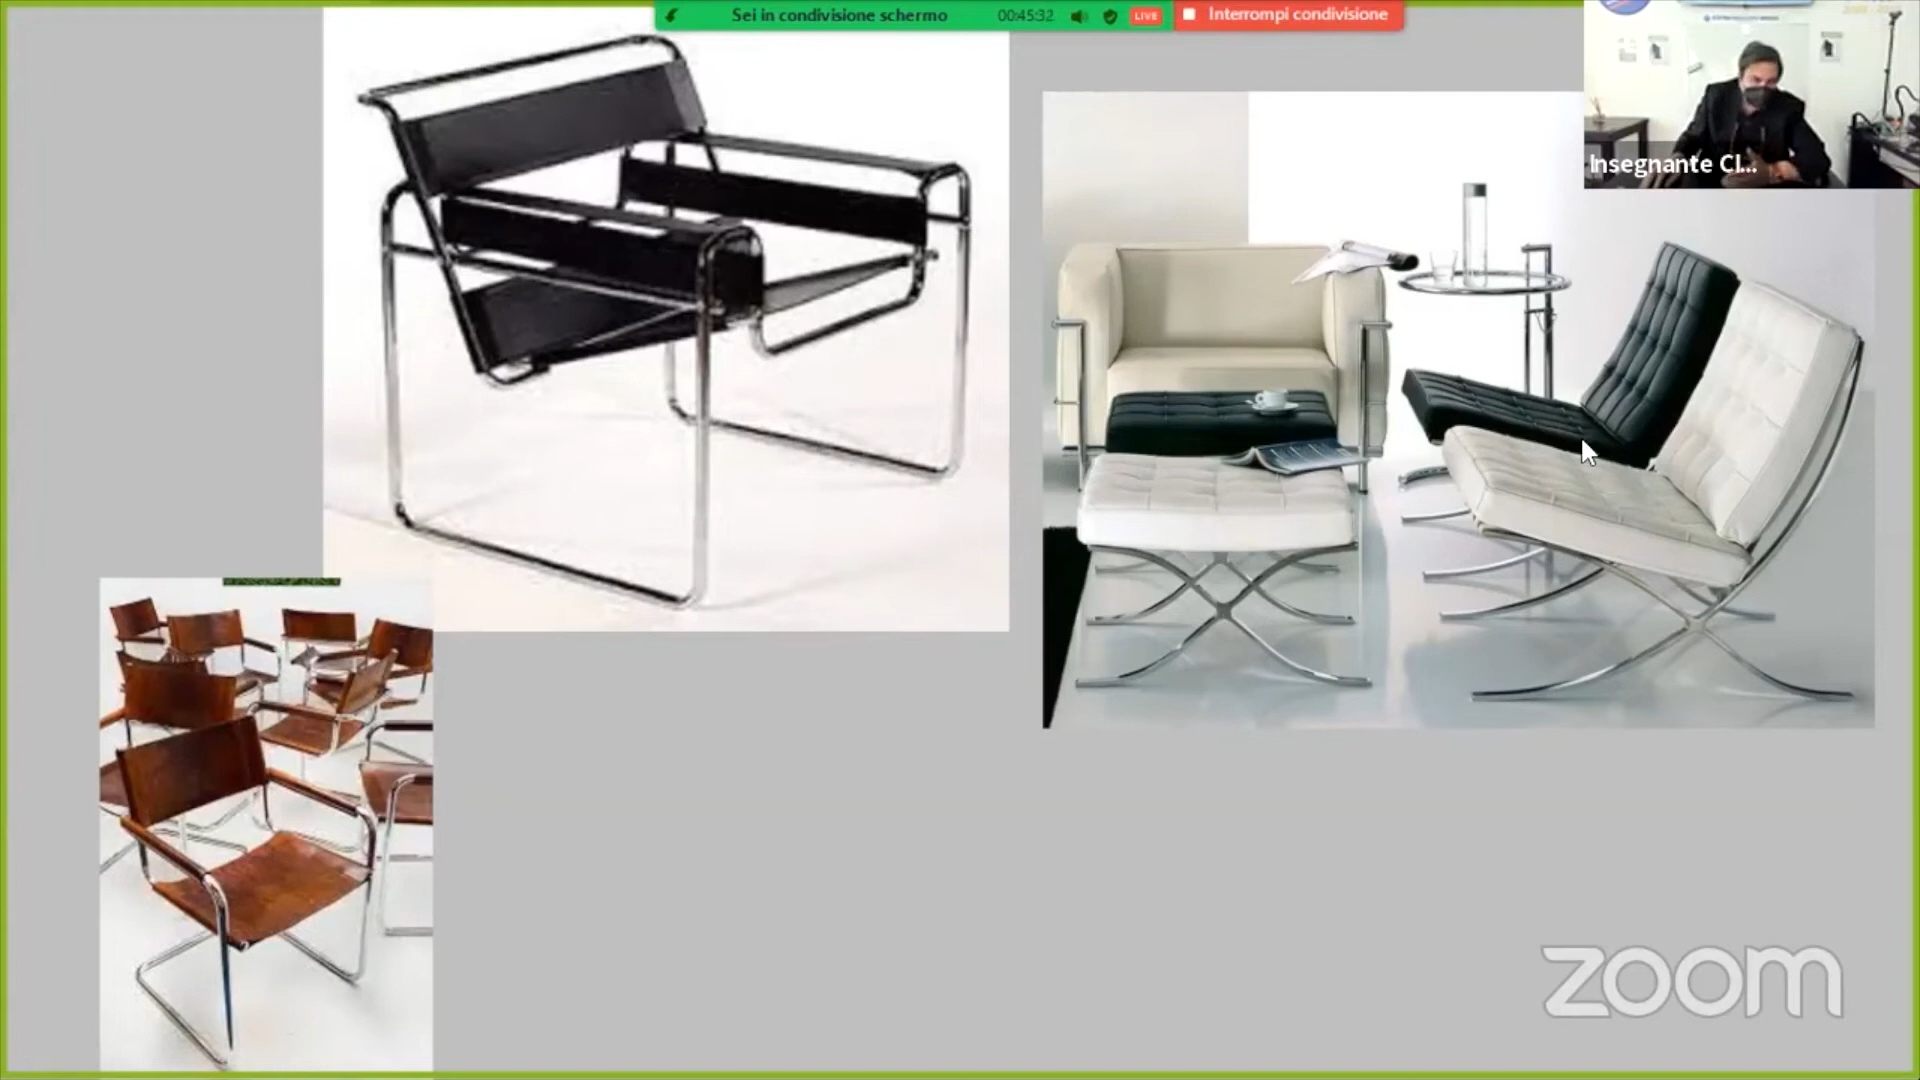 Sei in condivisione schermo
00:45:32
LIVE
Interrompi condivisione
Insegnante Cl...
zoom